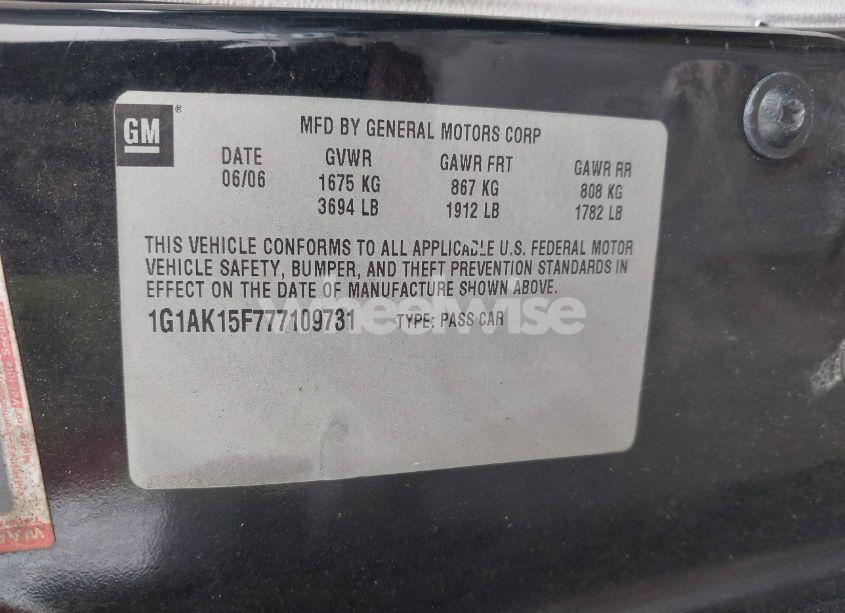 GM
MFD BY GENERAL MOTORS CORP
DATE GVWR GAWR FRT GAWR RR
06/06 1675 KG 867 KG 808 KG
3694 LB 1912 LB 1782 LB
THIS VEHICLE CONFORMS TO ALL APPLICABLE U.S. FEDERAL MOTOR
VEHICLE SAFETY, BUMPER, AND THEFT PREVENTION STANDARDS IN
EFFECT ON THE DATE OF MANUFACTURE SHOWN ABOVE.
1G1AK15F777109731 TYPE: PASS CAR
WheelWise